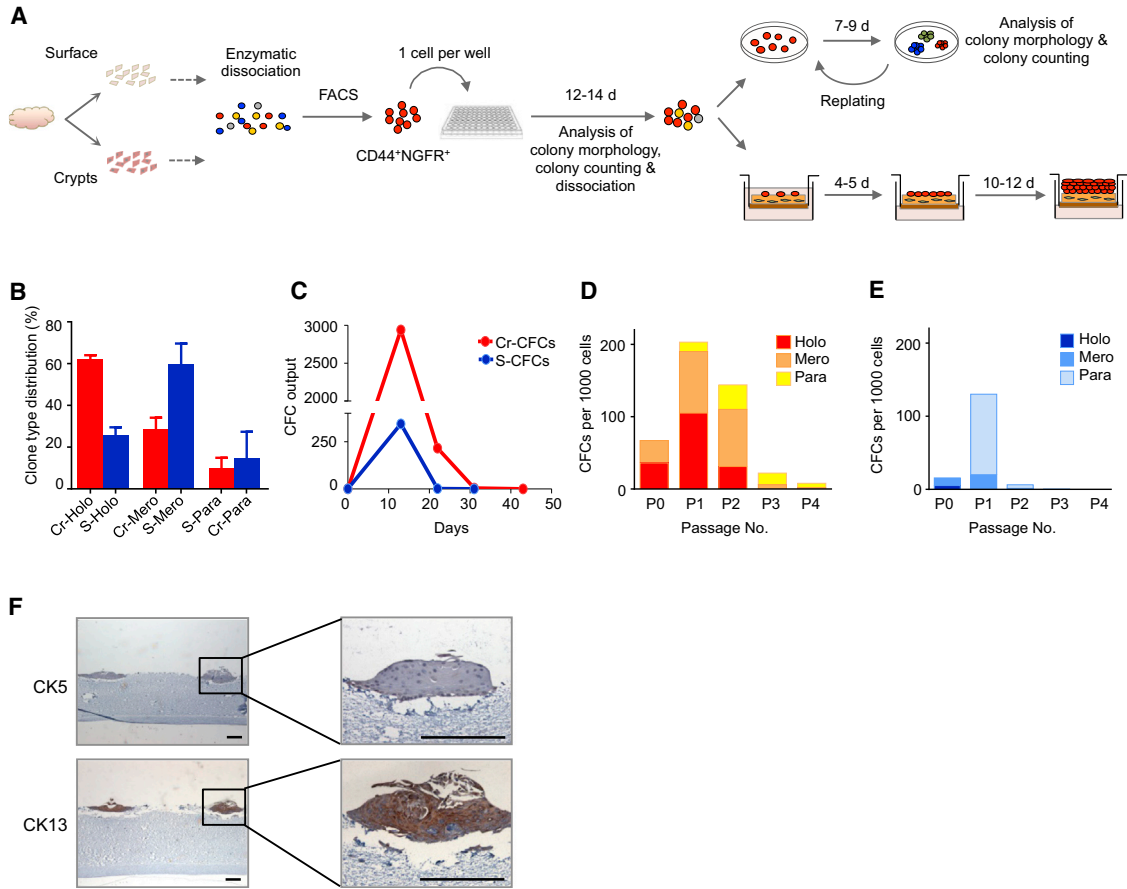 A
Surface
Crypts
Enzymatic
dissociation
FACS
1 cell per well
CD44⁺NGFR⁺
12-14 d
Analysis of
colony morphology,
colony counting &
dissociation
7-9 d
Replating
Analysis of
colony morphology &
colony counting
4-5 d
10-12 d
B
Clone type distribution (%)
80
60
40
20
0
Cr-Holo
S-Holo
Cr-Mero
S-Mero
S-Para
Cr-Para
C
CFC output
3000
2500
2000
250
0
Cr-CFCs
S-CFCs
0
10
20
30
40
50
Days
D
CFCs per 1000 cells
200
100
0
Holo
Mero
Para
P0
P1
P2
P3
P4
Passage No.
E
CFCs per 1000 cells
200
100
0
Holo
Mero
Para
P0
P1
P2
P3
P4
Passage No.
F
CK5
CK13